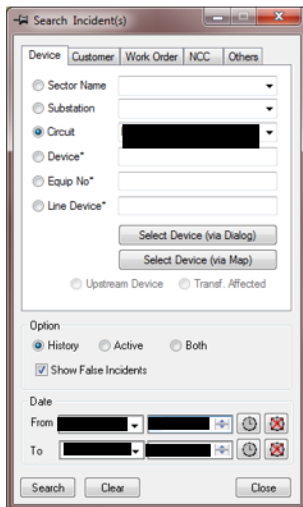 Search Incident(s)
Device Customer Work Order NCC Others
Sector Name
Substation
Circuit
Device*
Equip No*
Line Device*
Select Device (via Dialog)
Select Device (via Map)
Upstream Device Transf. Affected
Option
History Active Both
Show False Incidents
Date
From
To
Search Clear Close